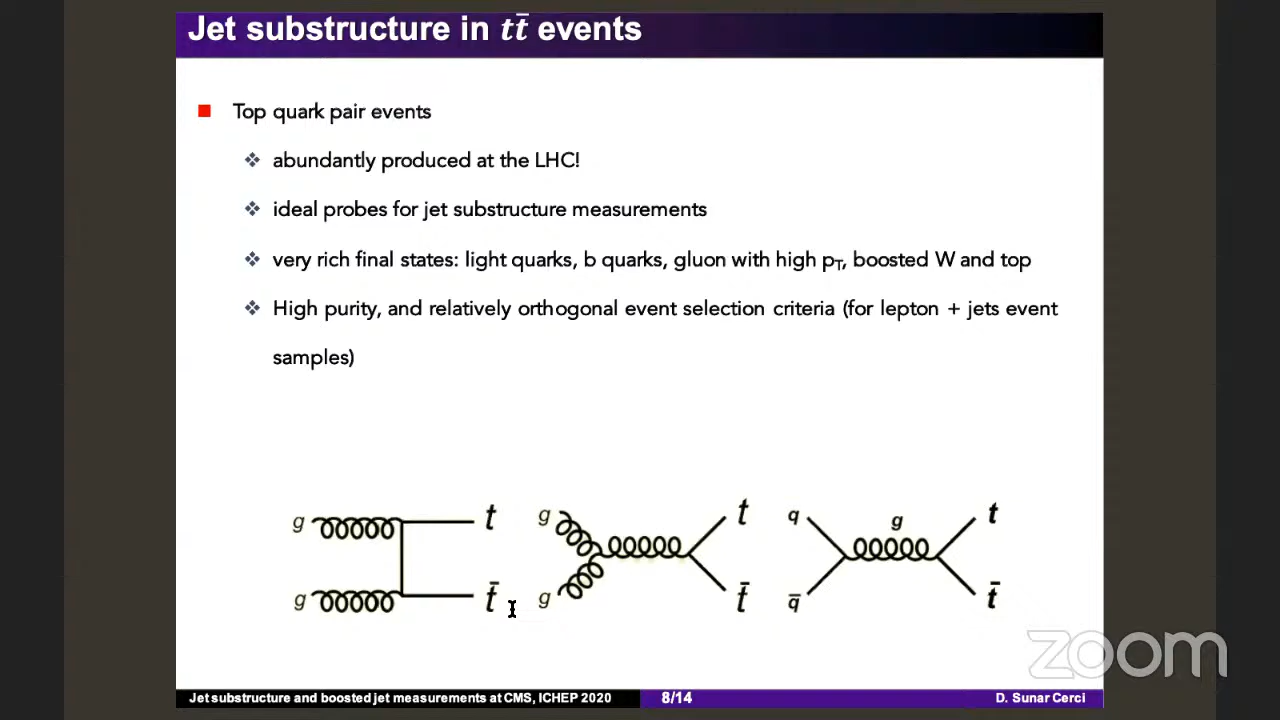 Jet substructure in tt̄ events
Top quark pair events
abundantly produced at the LHC!
ideal probes for jet substructure measurements
very rich final states: light quarks, b quarks, gluon with high pT, boosted W and top
High purity, and relatively orthogonal event selection criteria (for lepton + jets event
samples)
g t g t q g t
g t̄ g t̄ q̄ t̄
zoom
Jet substructure and boosted jet measurements at CMS, ICHEP 2020 8/14 D. Sunar Cerci